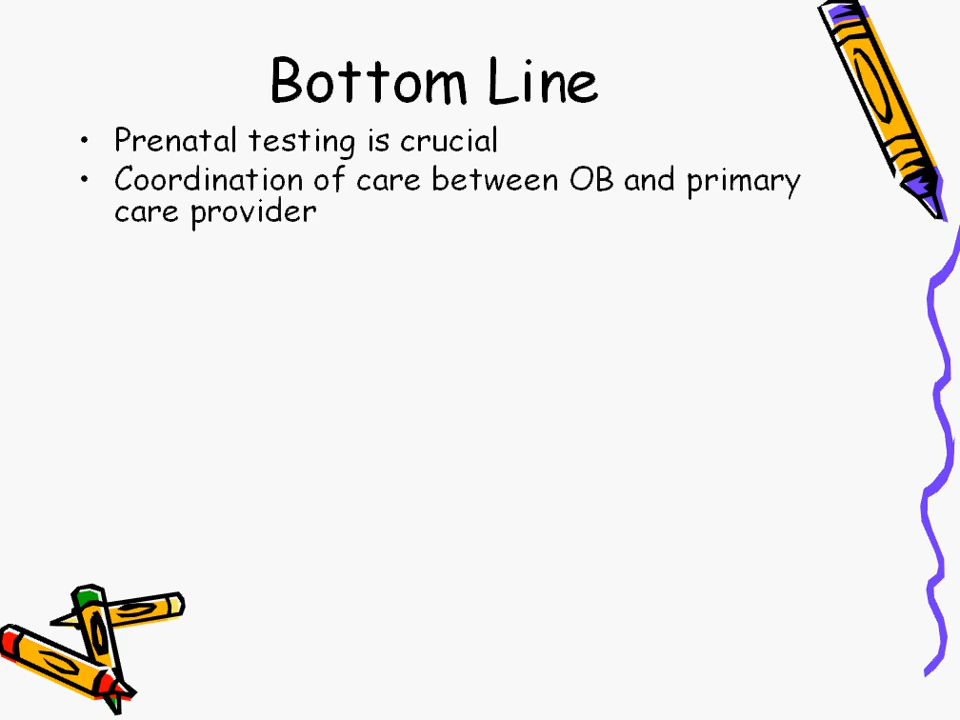 Bottom Line
• Prenatal testing is crucial
• Coordination of care between OB and primary
care provider